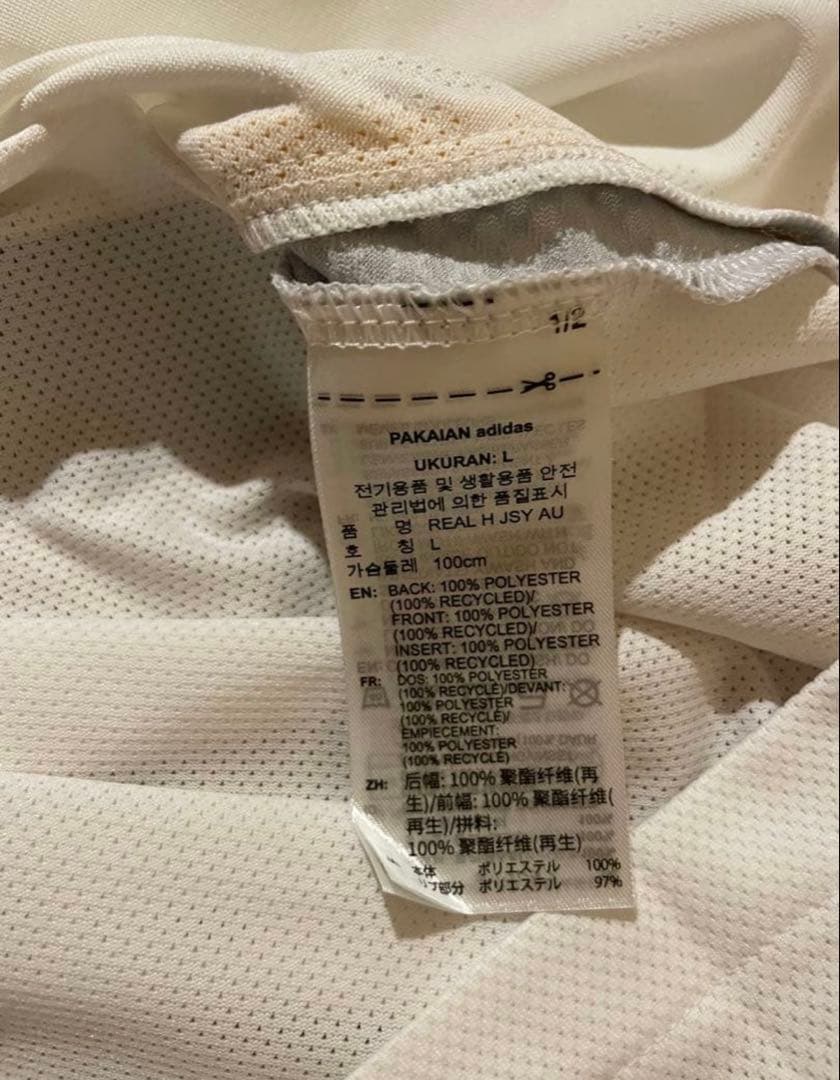 1/2
PAKAIAN adidas
UKURAN: L
전기용품 및 생활용품 안전
관리법에 의한 품질표시
품 명 REAL H JSY AU
호 칭 L
가슴둘레 100cm
EN: BACK: 100% POLYESTER
(100% RECYCLED)/
FRONT: 100% POLYESTER
(100% RECYCLED)/
INSERT: 100% POLYESTER
(100% RECYCLED)
FR: DOS: 100% POLYESTER
(100% RECYCLÉ)/DEVANT:
100% POLYESTER
(100% RECYCLÉ)/
EMPIECEMENT:
100% POLYESTER
(100% RECYCLÉ)
ZH: 后幅: 100% 聚酯纤维(再
生)/前幅: 100% 聚酯纤维(
再生)/拼料:
100% 聚酯纤维(再生)
本体 ポリエステル 100%
部分 ポリエステル 97%